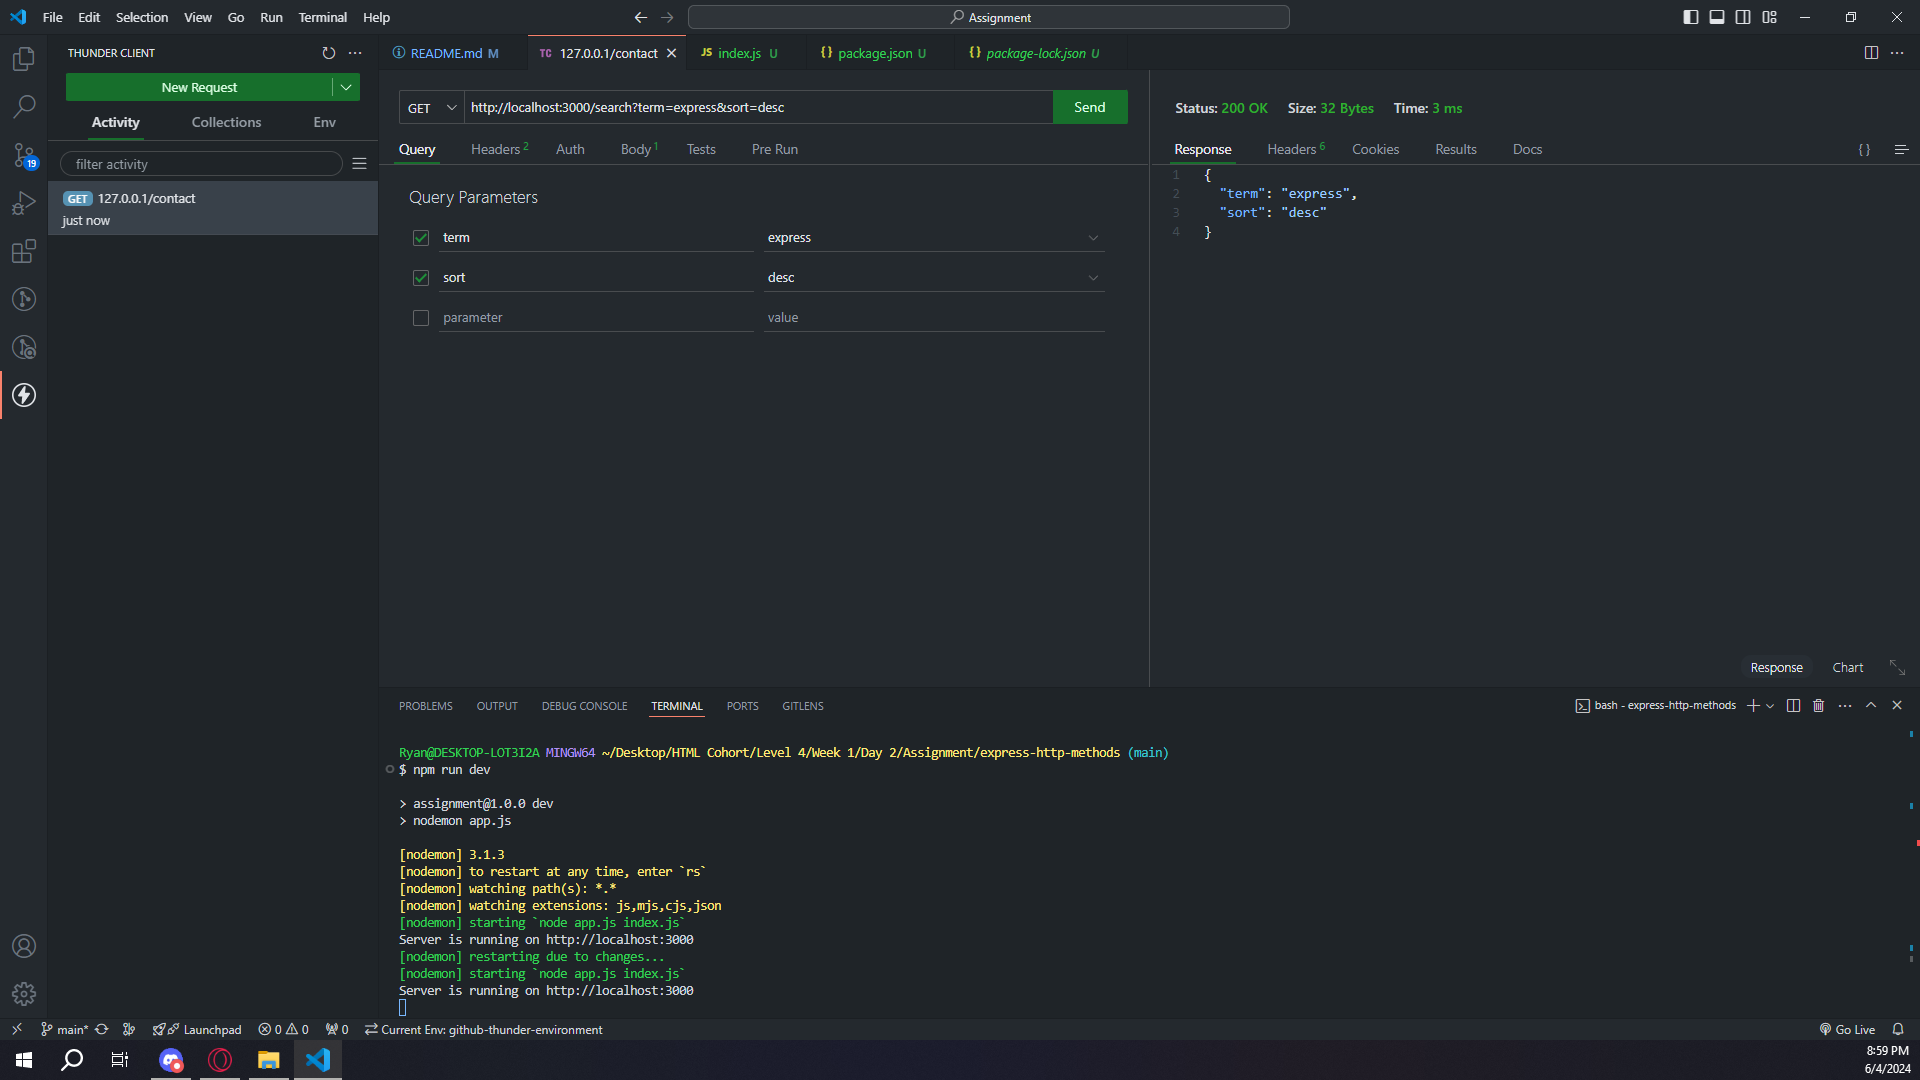 File Edit Selection View Go Run Terminal Help
Assignment
THUNDER CLIENT
New Request
Activity Collections Env
filter activity
GET 127.0.0.1/contact
just now
19
README.md M
TC 127.0.0.1/contact
JS index.js U
{} package.json U
{} package-lock.json U
GET http://localhost:3000/search?term=express&sort=desc Send
Query Headers 2 Auth Body 1 Tests Pre Run
Query Parameters
term express
sort desc
parameter value
Status: 200 OK Size: 32 Bytes Time: 3 ms
Response Headers 6 Cookies Results Docs { }
1 {
2 "term": "express",
3 "sort": "desc"
4 }
Response Chart
PROBLEMS OUTPUT DEBUG CONSOLE TERMINAL PORTS GITLENS
bash - express-http-methods
Ryan@DESKTOP-LOT3I2A MINGW64 ~/Desktop/HTML Cohort/Level 4/Week 1/Day 2/Assignment/express-http-methods (main)
$ npm run dev
> assignment@1.0.0 dev
> nodemon app.js
[nodemon] 3.1.3
[nodemon] to restart at any time, enter `rs`
[nodemon] watching path(s): *.*
[nodemon] watching extensions: js,mjs,cjs,json
[nodemon] starting `node app.js index.js`
Server is running on http://localhost:3000
[nodemon] restarting due to changes...
[nodemon] starting `node app.js index.js`
Server is running on http://localhost:3000
main* Launchpad 0 0 0 Current Env: github-thunder-environment Go Live
8:59 PM
6/4/2024